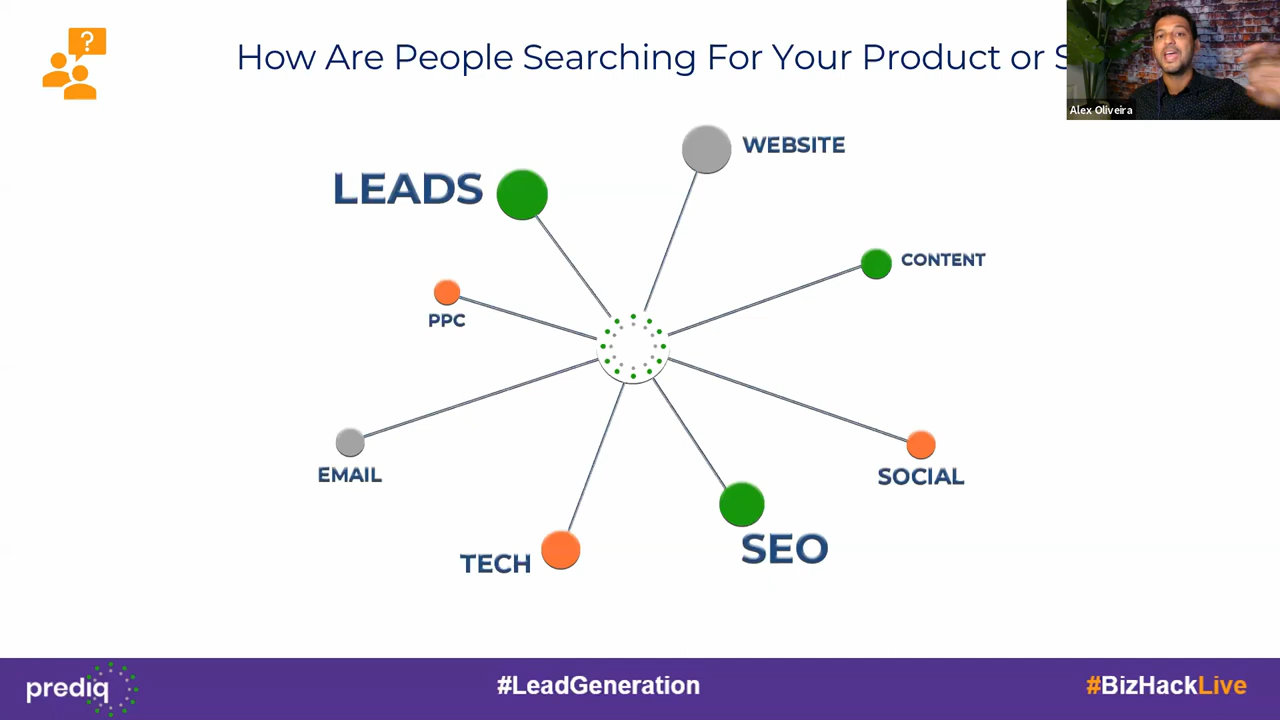 ?
How Are People Searching For Your Product or S
Alex Oliveira
WEBSITE
LEADS
CONTENT
PPC
EMAIL
SOCIAL
SEO
TECH
prediq
#LeadGeneration
#BizHackLive